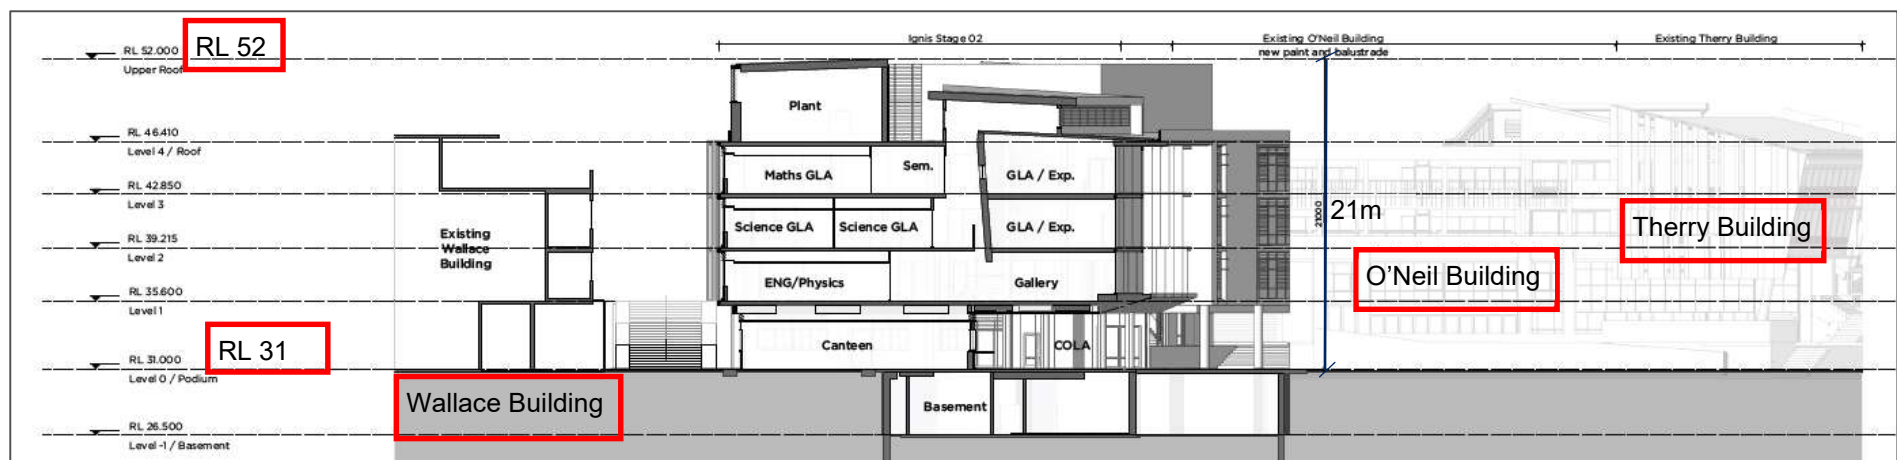 Ignis Stage 02
Existing O'Neil Building
new paint and balustrade
Existing Therry Building
RL 52.000
Upper Roof
RL 52
Plant
RL 46.410
Level 4 / Roof
Maths GLA
Sem.
GLA / Exp.
RL 42.850
Level 3
Science GLA
Science GLA
GLA / Exp.
21000
21m
Therry Building
Existing
Wallace
Building
RL 39.215
Level 2
ENG/Physics
Gallery
O'Neil Building
RL 35.600
Level 1
RL 31
Canteen
COLA
RL 31.000
Level 0 / Podium
Wallace Building
Basement
RL 26.500
Level -1 / Basement